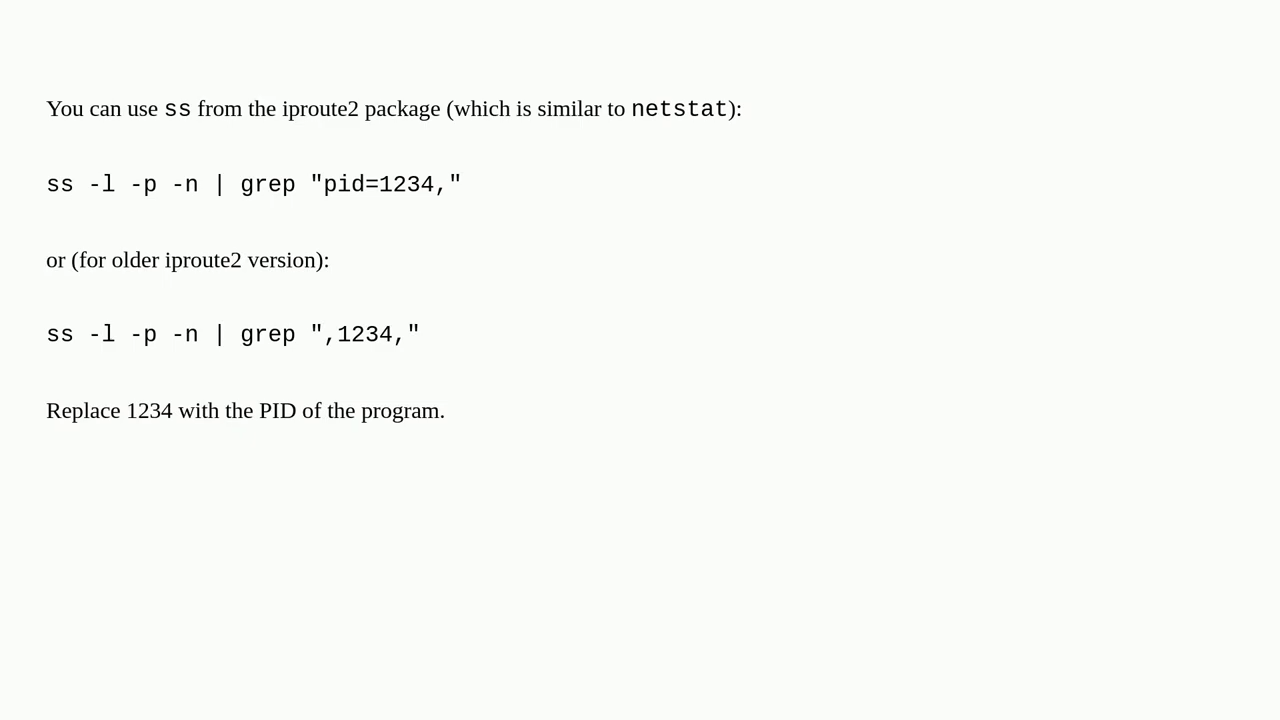 You can use ss from the iproute2 package (which is similar to netstat):
ss -l -p -n | grep "pid=1234,"
or (for older iproute2 version):
ss -l -p -n | grep ",1234,"
Replace 1234 with the PID of the program.